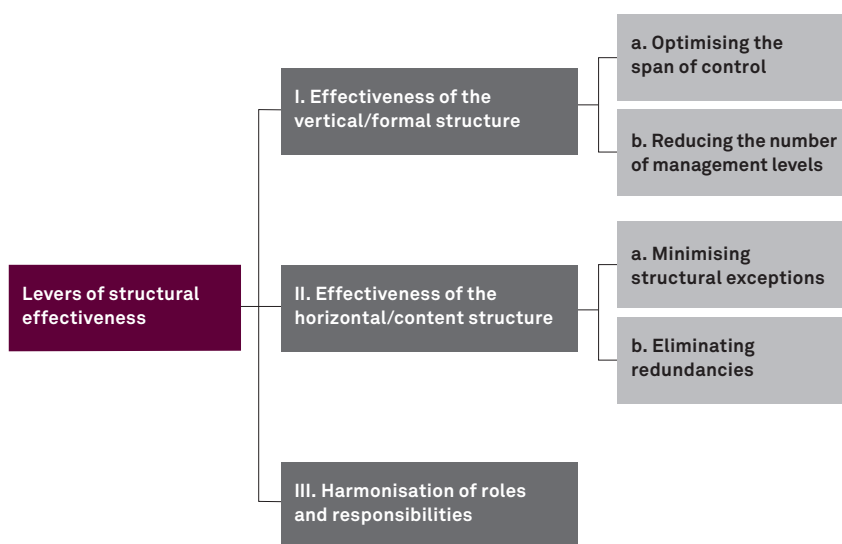 Levers of structural
effectiveness
I. Effectiveness of the
vertical/formal structure
a. Optimising the
span of control
b. Reducing the number
of management levels
II. Effectiveness of the
horizontal/content structure
a. Minimising
structural exceptions
b. Eliminating
redundancies
III. Harmonisation of roles
and responsibilities